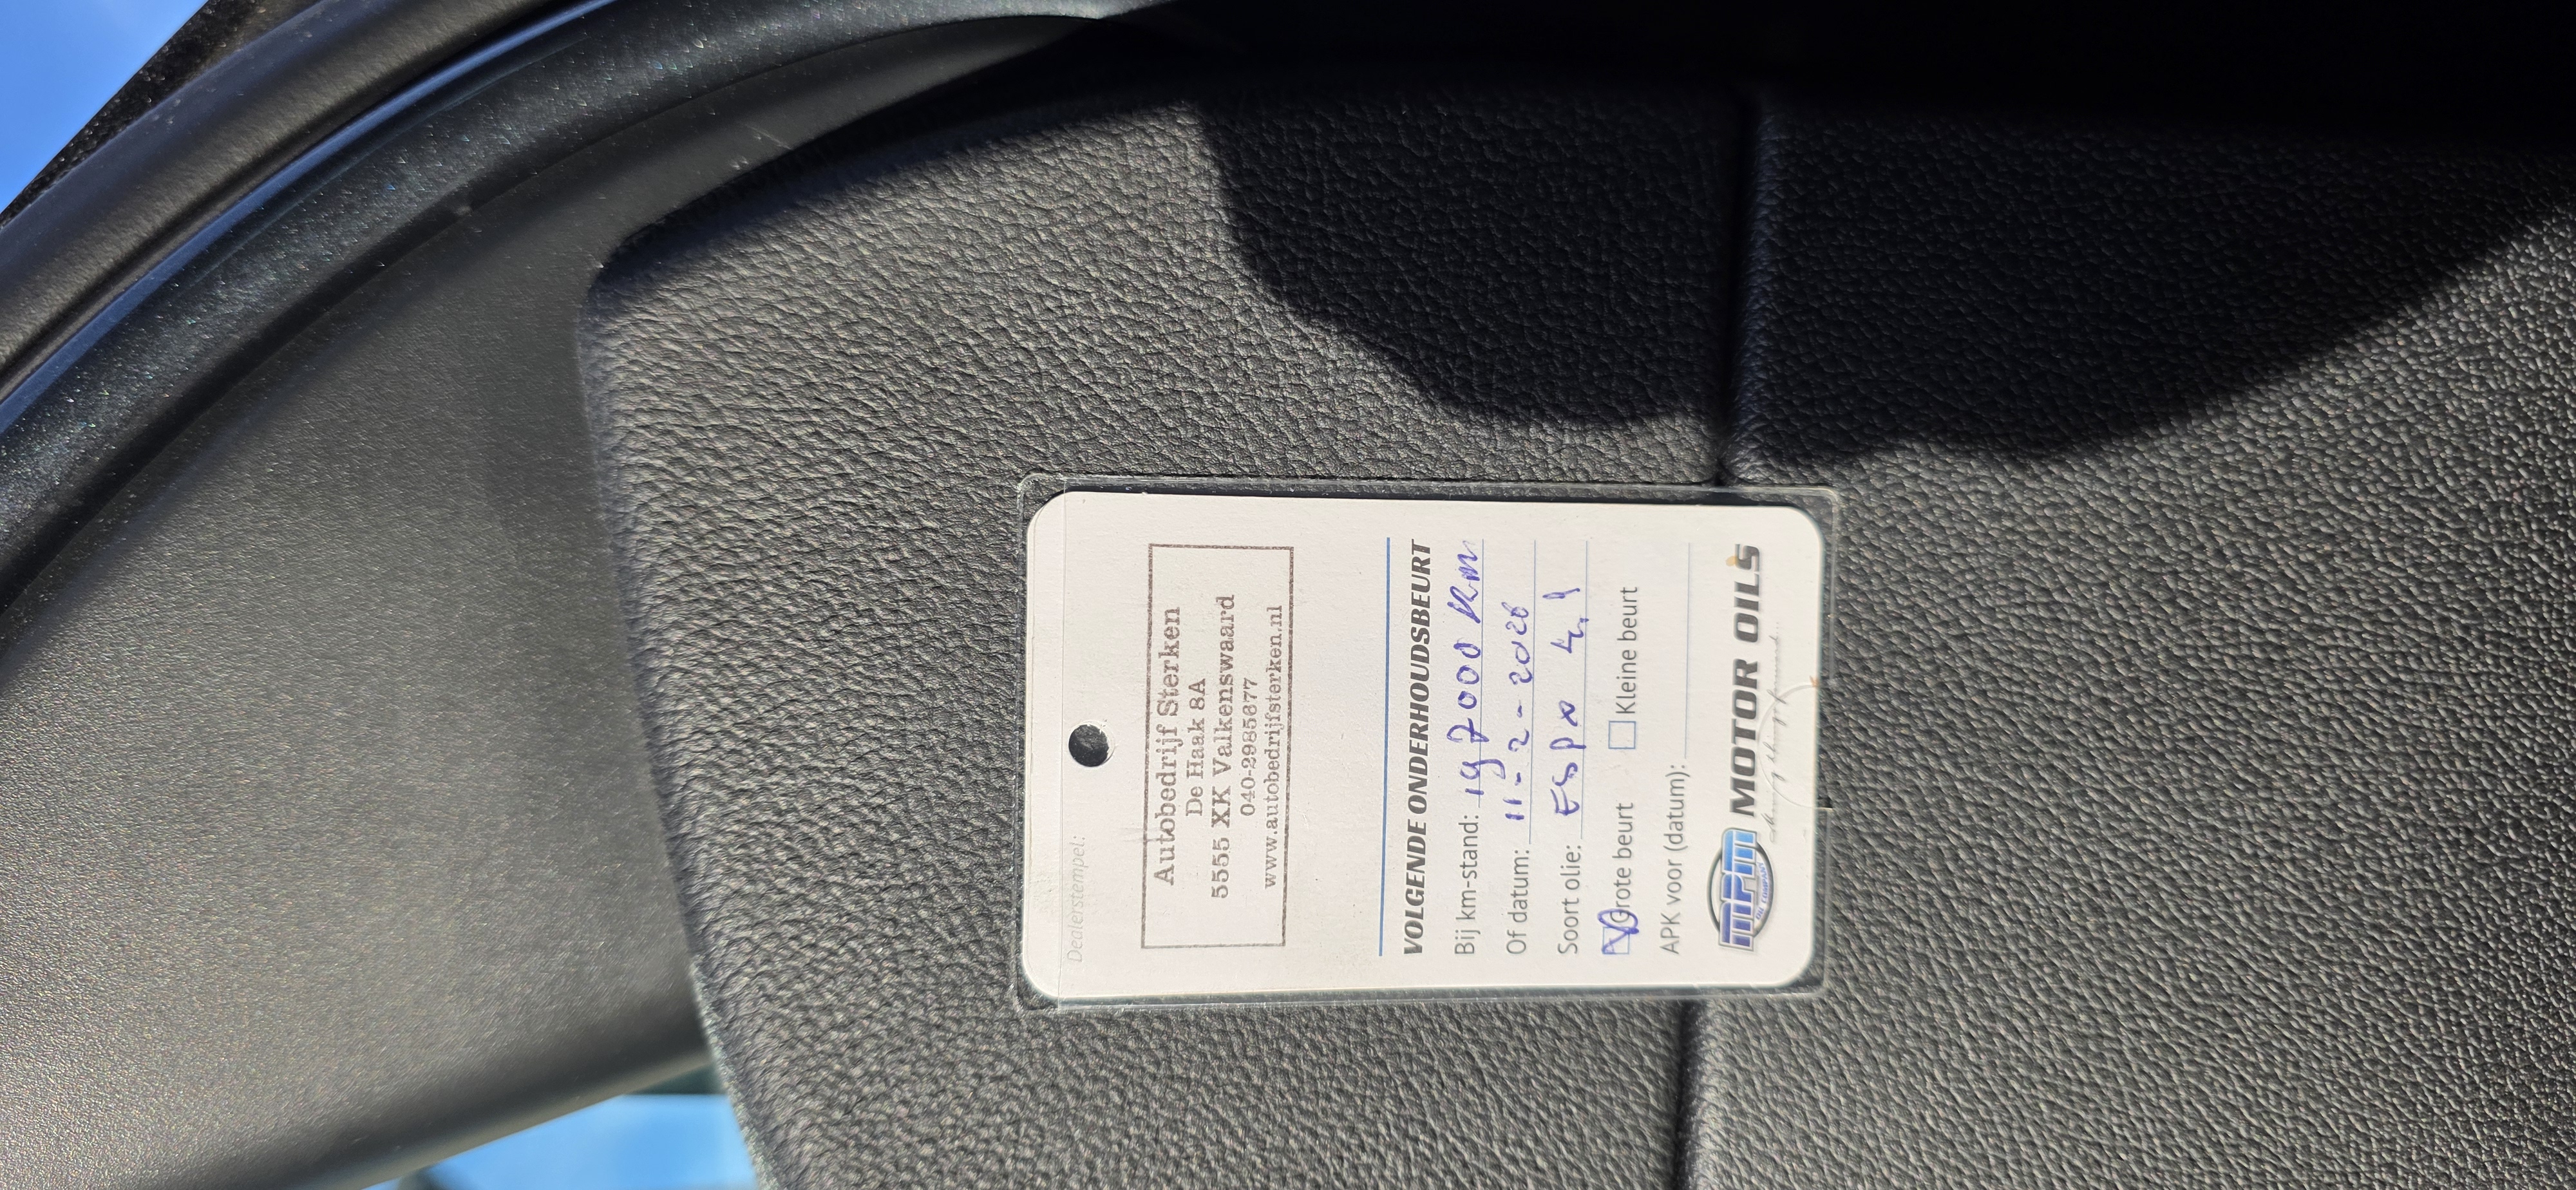 Dealerstempel:
Autobedrijf Sterken
De Haak 8A
5555 XK Valkenswaard
040-2985877
www.autobedrijfsterken.nl
VOLGENDE ONDERHOUDSBEURT
Bij km-stand: 197000 km
Of datum: 11-2-2026
Soort olie:
Grote beurt Kleine beurt
APK voor (datum):
MPM MOTOR OILS